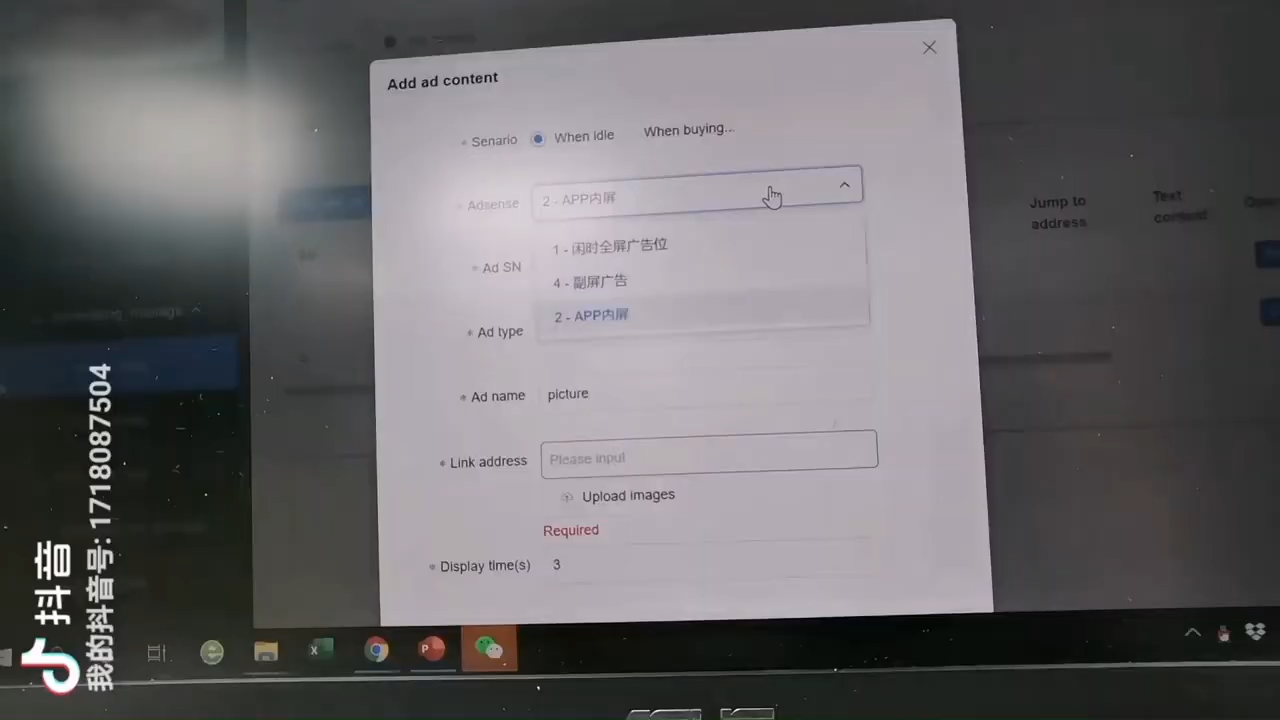 Add ad content
Senario
When idle
When buying...
Adsense
2 - APP内屏
1 - 闲时全屏广告位
4 - 副屏广告
2 - APP内屏
Ad SN
Ad type
Ad name
picture
Link address
Please input
Upload images
Required
Display time(s)
3
Jump to
address
Text
content
抖音
我的抖音号: 1718087504